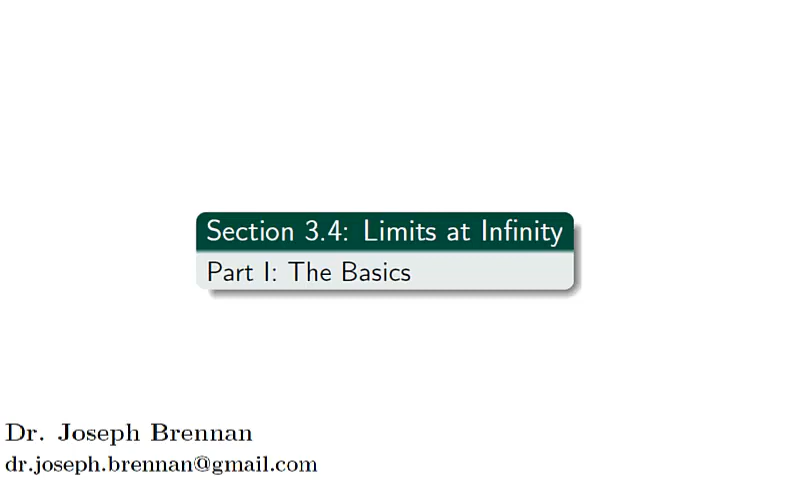 Section 3.4: Limits at Infinity
Part I: The Basics
Dr. Joseph Brennan
dr.joseph.brennan@gmail.com